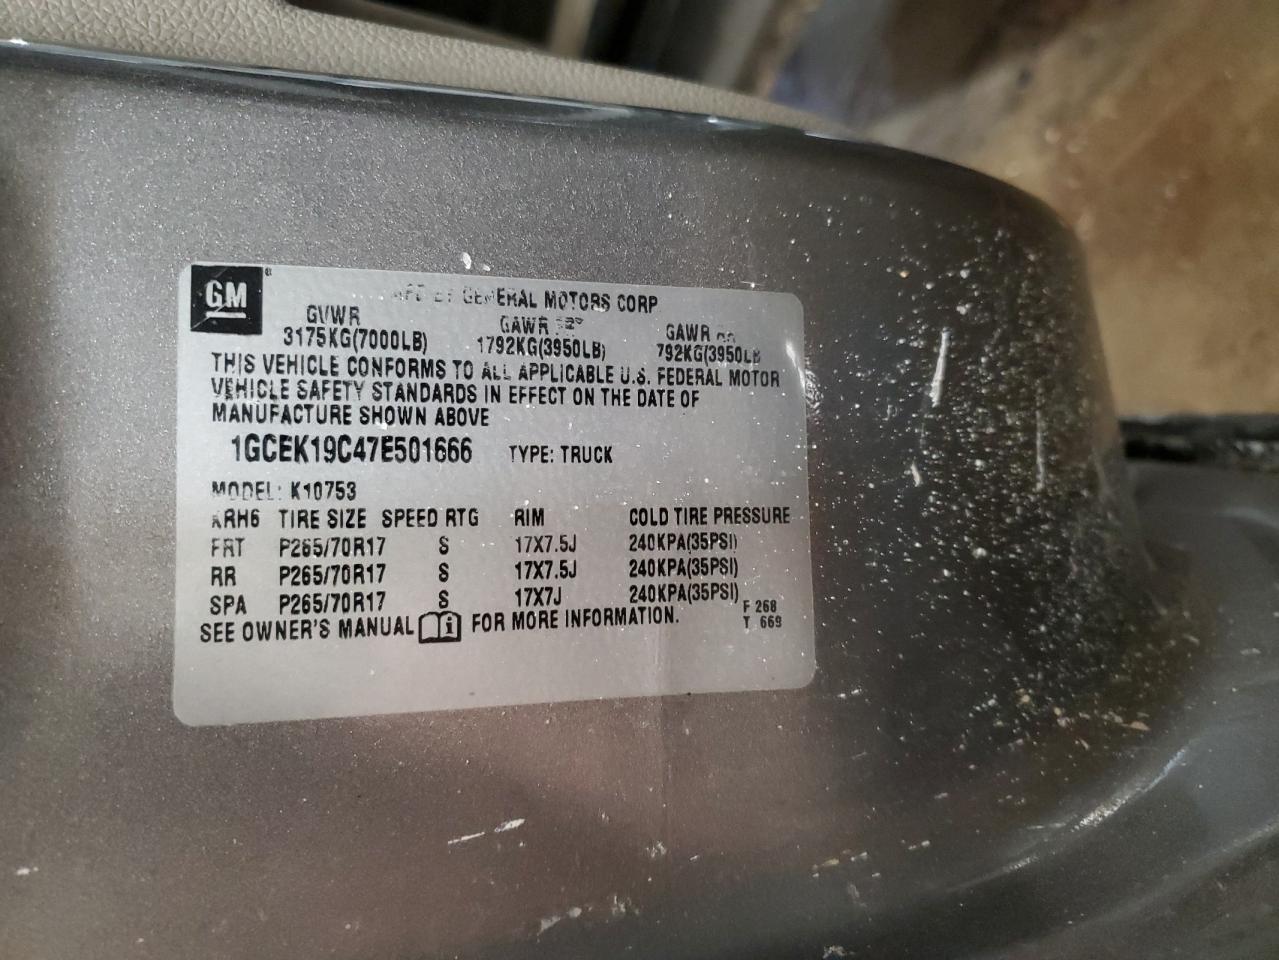 GM ®
GENERAL MOTORS CORP
GVWR GAWR GAWR
3175KG(7000LB) 1792KG(3950LB) 792KG(3950LB
THIS VEHICLE CONFORMS TO ALL APPLICABLE U.S. FEDERAL MOTOR
VEHICLE SAFETY STANDARDS IN EFFECT ON THE DATE OF
MANUFACTURE SHOWN ABOVE
1GCEK19C47E501666 TYPE: TRUCK
MODEL: K10753
XRH6 TIRE SIZE SPEED RTG RIM COLD TIRE PRESSURE
FRT P265/70R17 S 17X7.5J 240KPA(35PSI)
RR P265/70R17 S 17X7.5J 240KPA(35PSI)
SPA P265/70R17 S 17X7J 240KPA(35PSI)
SEE OWNER'S MANUAL i FOR MORE INFORMATION.
F 268
T 669